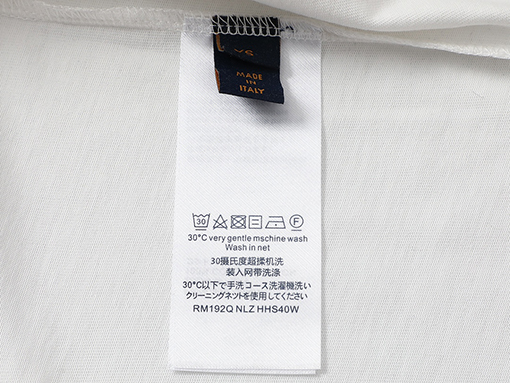 MADE
IN
ITALY
30
F
30°C very gentle mschine wash
Wash in net
30摄氏度超揉机洗
装入网带洗涤
30°C以下で手洗コース洗濯機洗い
クリーニングネットを使用してください
RM192Q NLZ HHS40W